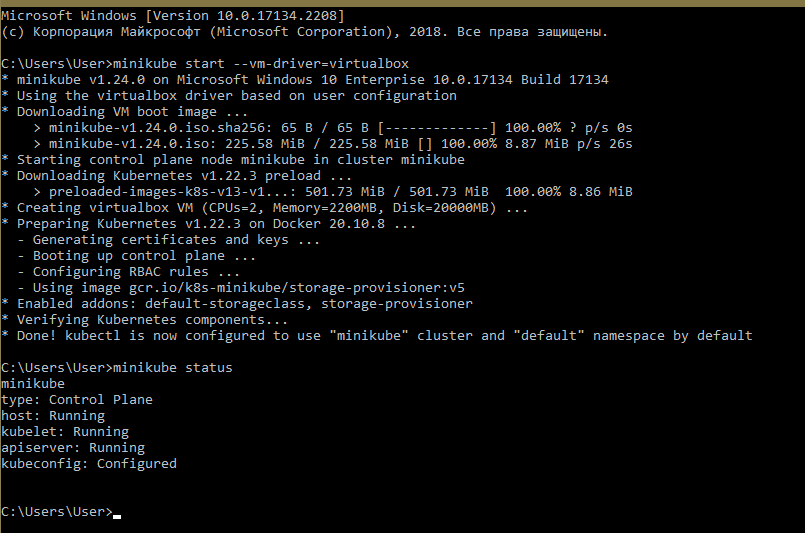 Microsoft Windows [Version 10.0.17134.2208]
(c) Корпорация Майкрософт (Microsoft Corporation), 2018. Все права защищены.
C:\Users\User>minikube start --vm-driver=virtualbox
* minikube v1.24.0 on Microsoft Windows 10 Enterprise 10.0.17134 Build 17134
* Using the virtualbox driver based on user configuration
* Downloading VM boot image ...
    > minikube-v1.24.0.iso.sha256: 65 B / 65 B [-------------] 100.00% ? p/s 0s
    > minikube-v1.24.0.iso: 225.58 MiB / 225.58 MiB [] 100.00% 8.87 MiB p/s 26s
* Starting control plane node minikube in cluster minikube
* Downloading Kubernetes v1.22.3 preload ...
    > preloaded-images-k8s-v13-v1...: 501.73 MiB / 501.73 MiB  100.00% 8.86 MiB
* Creating virtualbox VM (CPUs=2, Memory=2200MB, Disk=20000MB) ...
* Preparing Kubernetes v1.22.3 on Docker 20.10.8 ...
  - Generating certificates and keys ...
  - Booting up control plane ...
  - Configuring RBAC rules ...
  - Using image gcr.io/k8s-minikube/storage-provisioner:v5
* Enabled addons: default-storageclass, storage-provisioner
* Verifying Kubernetes components...
* Done! kubectl is now configured to use "minikube" cluster and "default" namespace by default
C:\Users\User>minikube status
minikube
type: Control Plane
host: Running
kubelet: Running
apiserver: Running
kubeconfig: Configured
C:\Users\User>